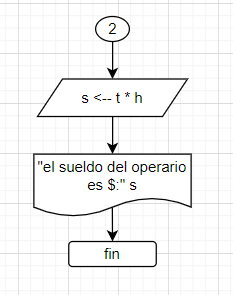 2
s <-- t * h
"el sueldo del operario
es $:" s
fin